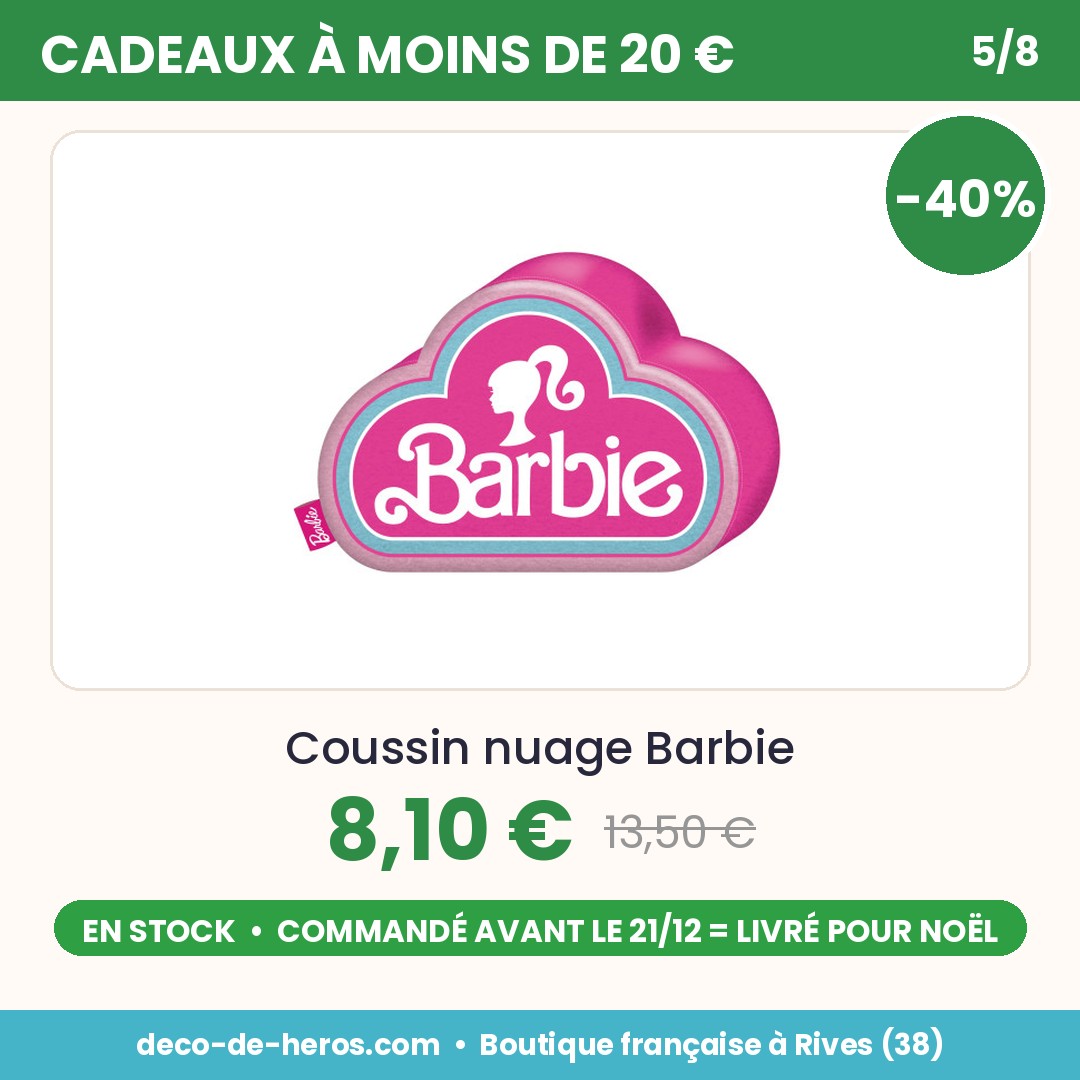 CADEAUX À MOINS DE 20 €
5/8
-40%
Barbie
Barbie
Coussin nuage Barbie
8,10 € 13,50 €
EN STOCK • COMMANDÉ AVANT LE 21/12 = LIVRÉ POUR NOËL
deco-de-heros.com • Boutique française à Rives (38)